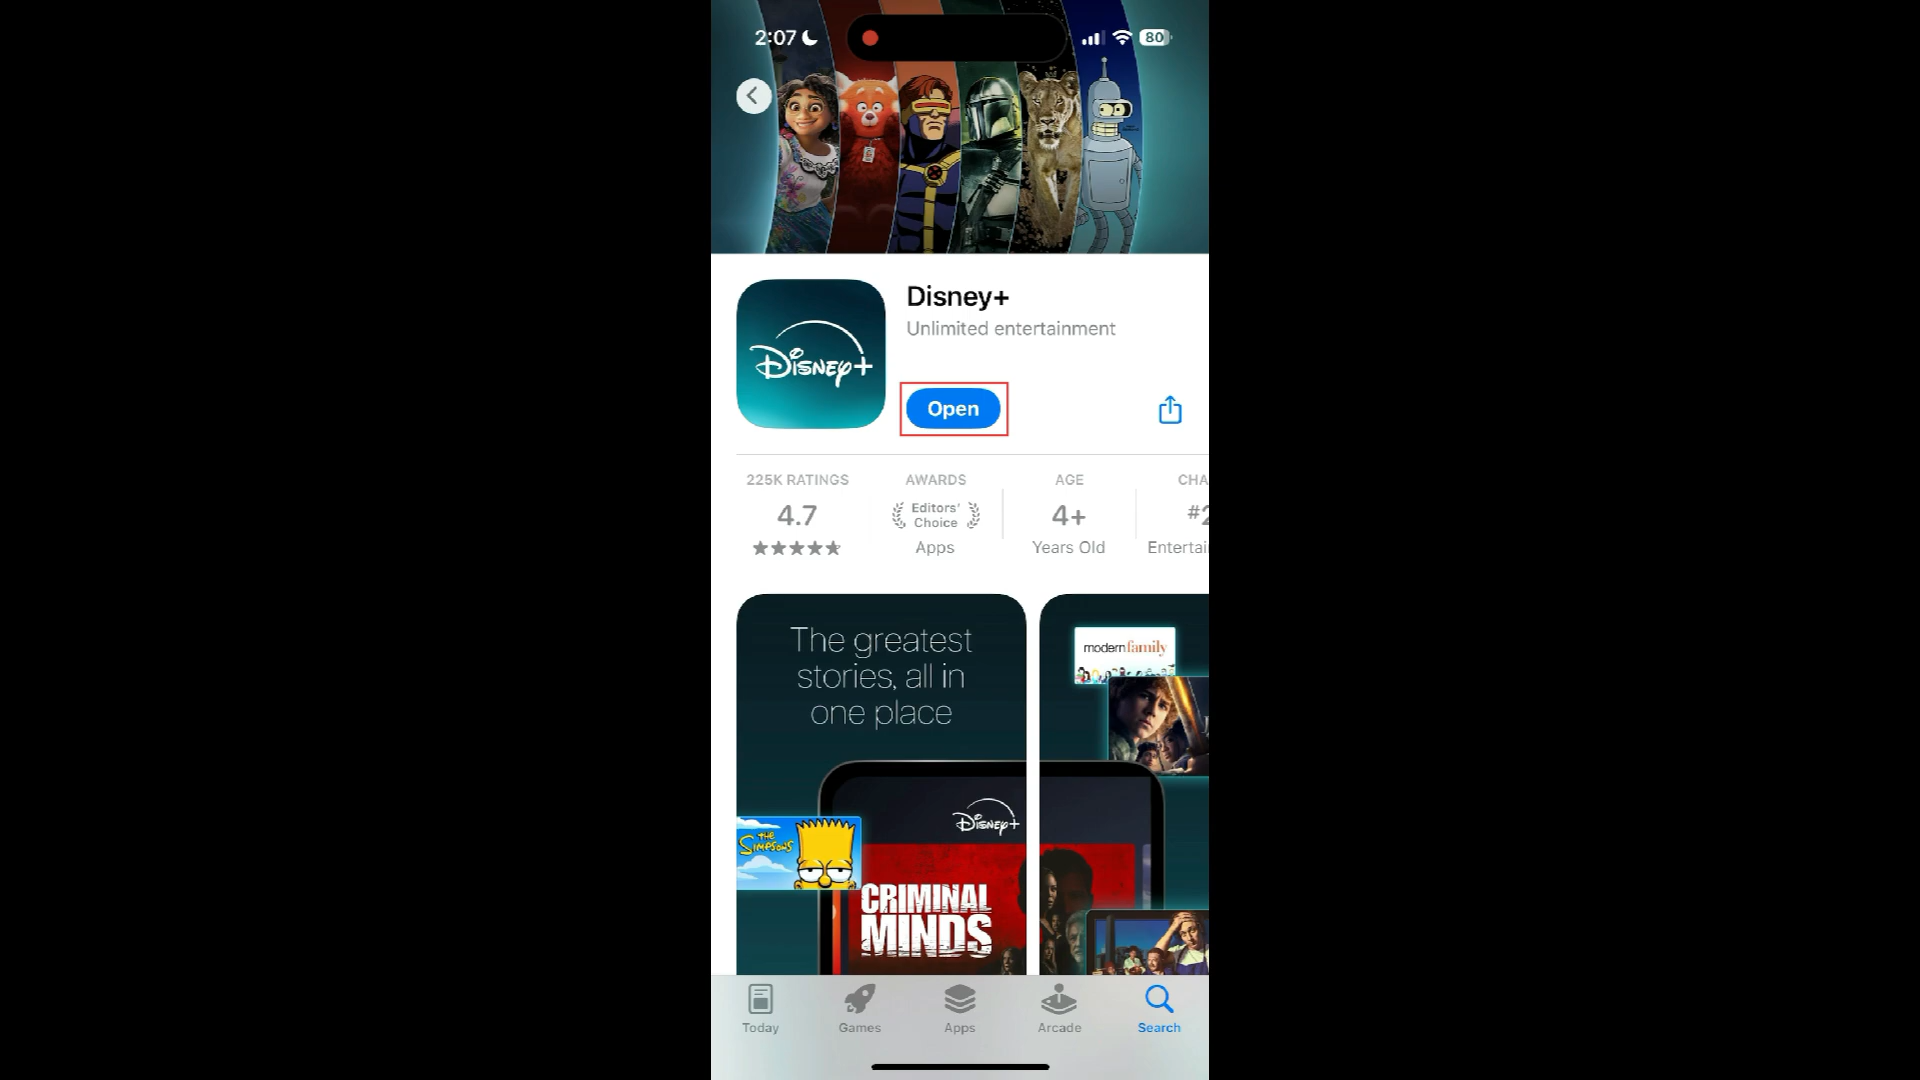 2:07
80
Disney+
Unlimited entertainment
Disney+
Open
225K RATINGS
4.7
AWARDS
Editors'
Choice
Apps
AGE
4+
Years Old
CHA
#2
Entertai
The greatest
stories, all in
one place
Disney+
THE
SIMPSONS
CRIMINAL
MINDS
modern family
Today
Games
Apps
Arcade
Search